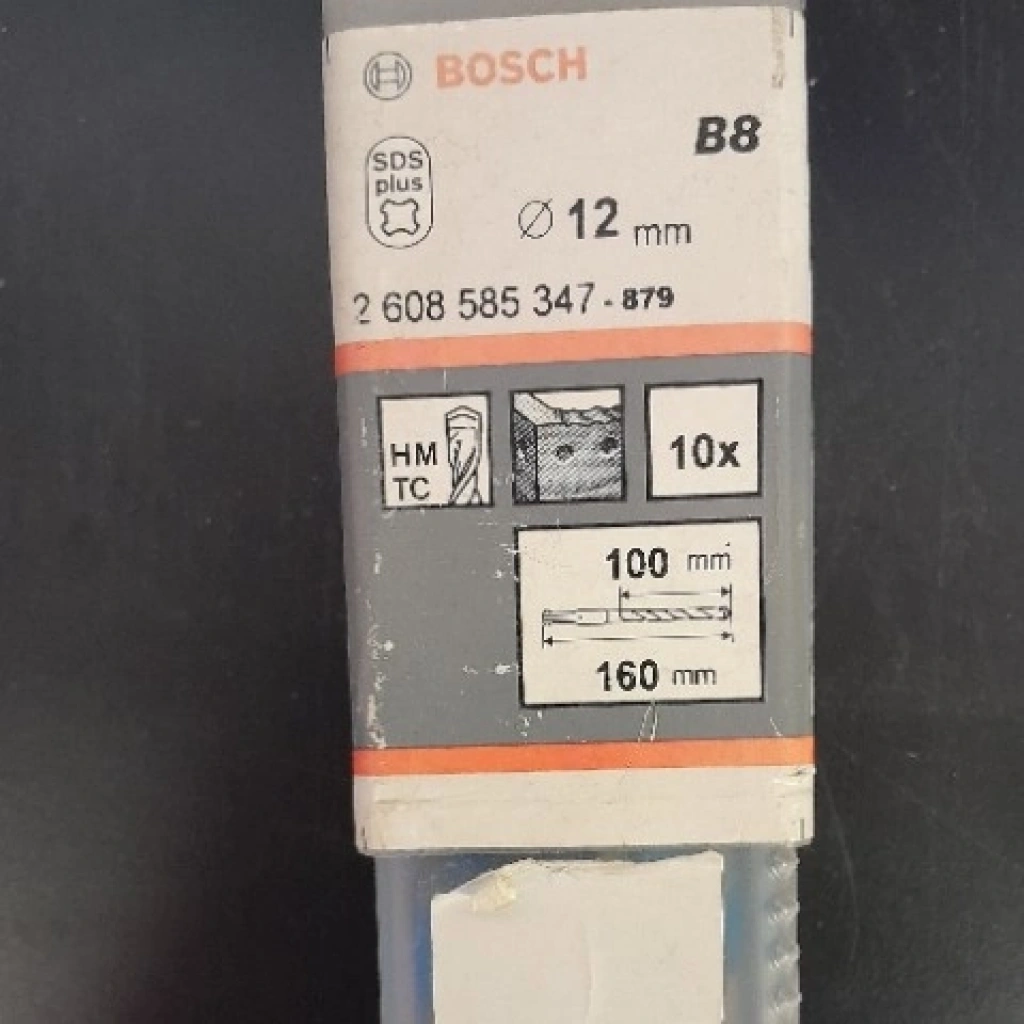 BOSCH
B8
SDS
plus
Ø 12 mm
2 608 585 347 - 879
HM
TC
10x
100 mm
160 mm